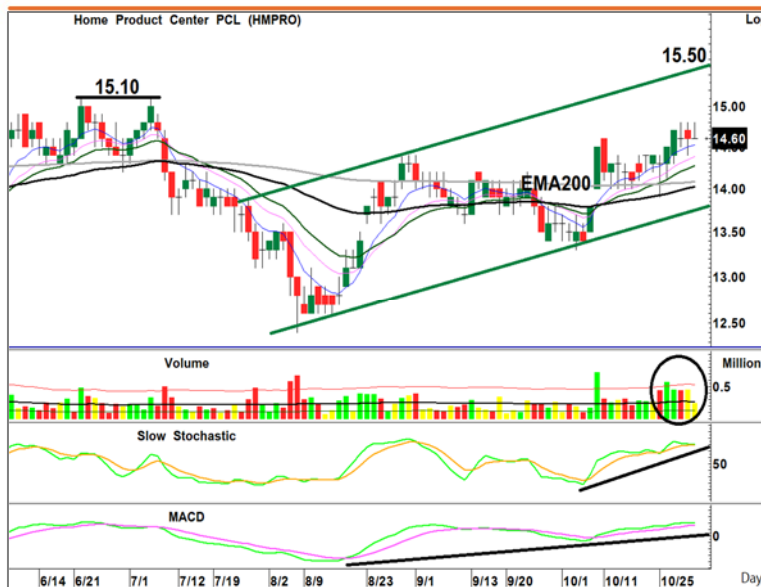 Home Product Center PCL (HMPRO)
Lo
15.50
15.10
15.00
14.60
EMA200
14.00
13.50
13.00
12.50
Volume
Million
0.5
Slow Stochastic
50
MACD
0
6/14 6/21 7/1 7/12 7/19 8/2 8/9 8/23 9/1 9/13 9/20 10/1 10/11 10/25 Day